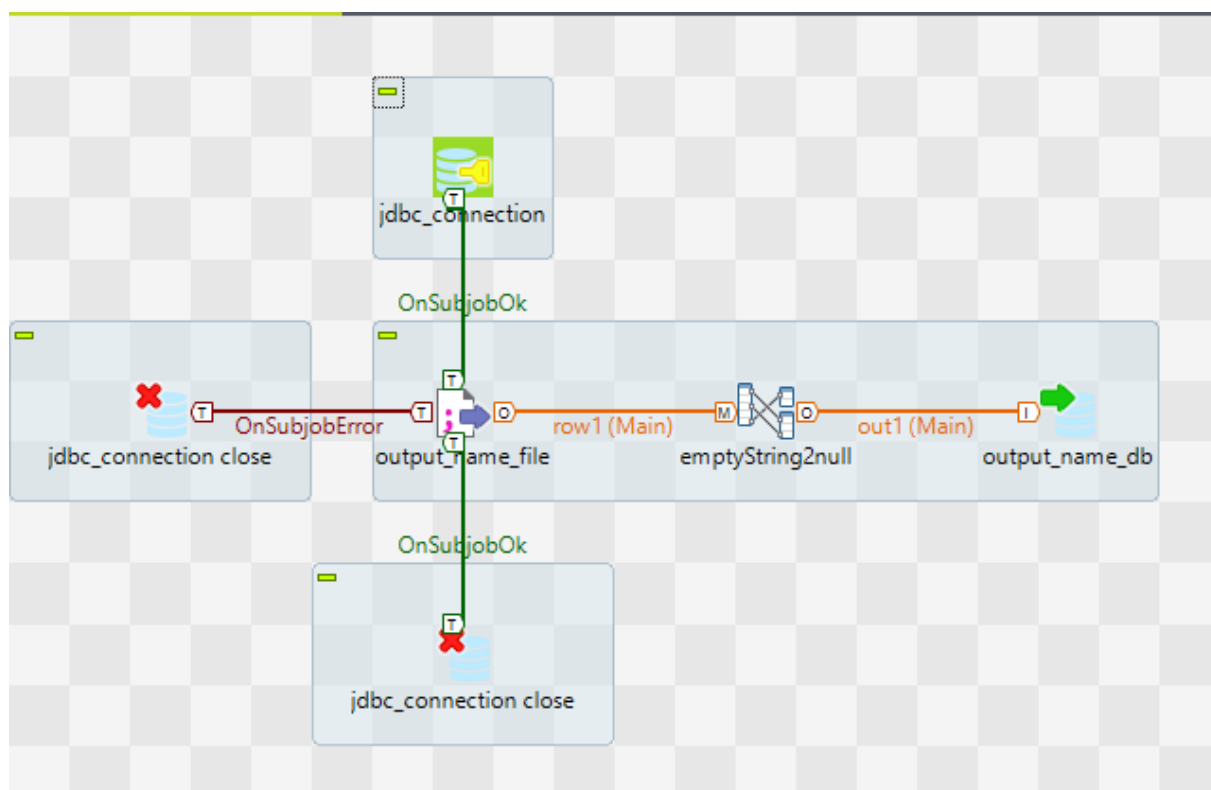 T
jdbc_connection
OnSubjobOk
T
T OnSubjobError T ; O row1 (Main) M O out1 (Main) I
T
jdbc_connection close output_name_file emptyString2null output_name_db
OnSubjobOk
T
jdbc_connection close